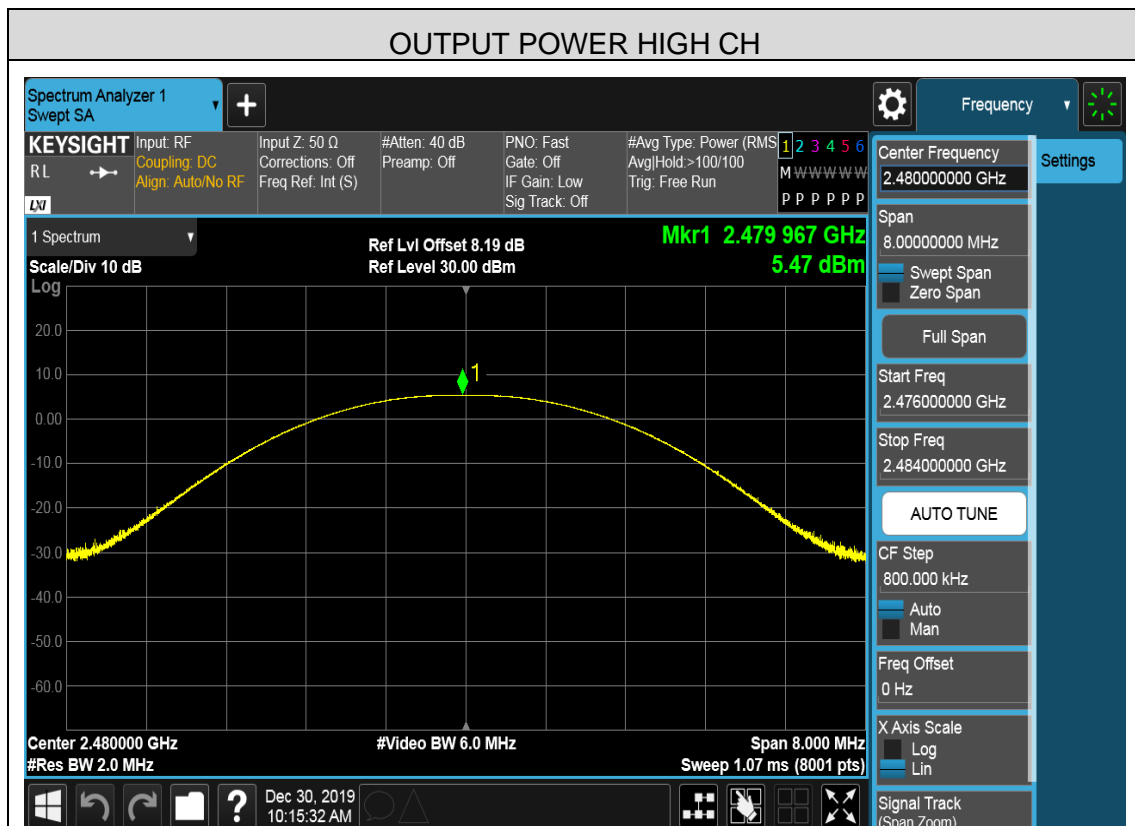 OUTPUT POWER HIGH CH
Spectrum Analyzer 1
Swept SA
Frequency
KEYSIGHT
RL
LXI
Input: RF
Coupling: DC
Align: Auto/No RF
Input Z: 50 Ω
Corrections: Off
Freq Ref: Int (S)
#Atten: 40 dB
Preamp: Off
PNO: Fast
Gate: Off
IF Gain: Low
Sig Track: Off
#Avg Type: Power (RMS
Avg|Hold:>100/100
Trig: Free Run
1 2 3 4 5 6
M W W W W W
P P P P P P
1 Spectrum
Scale/Div 10 dB
Log
Ref Lvl Offset 8.19 dB
Ref Level 30.00 dBm
Mkr1 2.479 967 GHz
5.47 dBm
1
20.0
10.0
0.00
-10.0
-20.0
-30.0
-40.0
-50.0
-60.0
Center 2.480000 GHz
#Res BW 2.0 MHz
#Video BW 6.0 MHz
Span 8.000 MHz
Sweep 1.07 ms (8001 pts)
Dec 30, 2019
10:15:32 AM
Center Frequency
2.480000000 GHz
Settings
Span
8.00000000 MHz
Swept Span
Zero Span
Full Span
Start Freq
2.476000000 GHz
Stop Freq
2.484000000 GHz
AUTO TUNE
CF Step
800.000 kHz
Auto
Man
Freq Offset
0 Hz
X Axis Scale
Log
Lin
Signal Track
(Span Zoom)